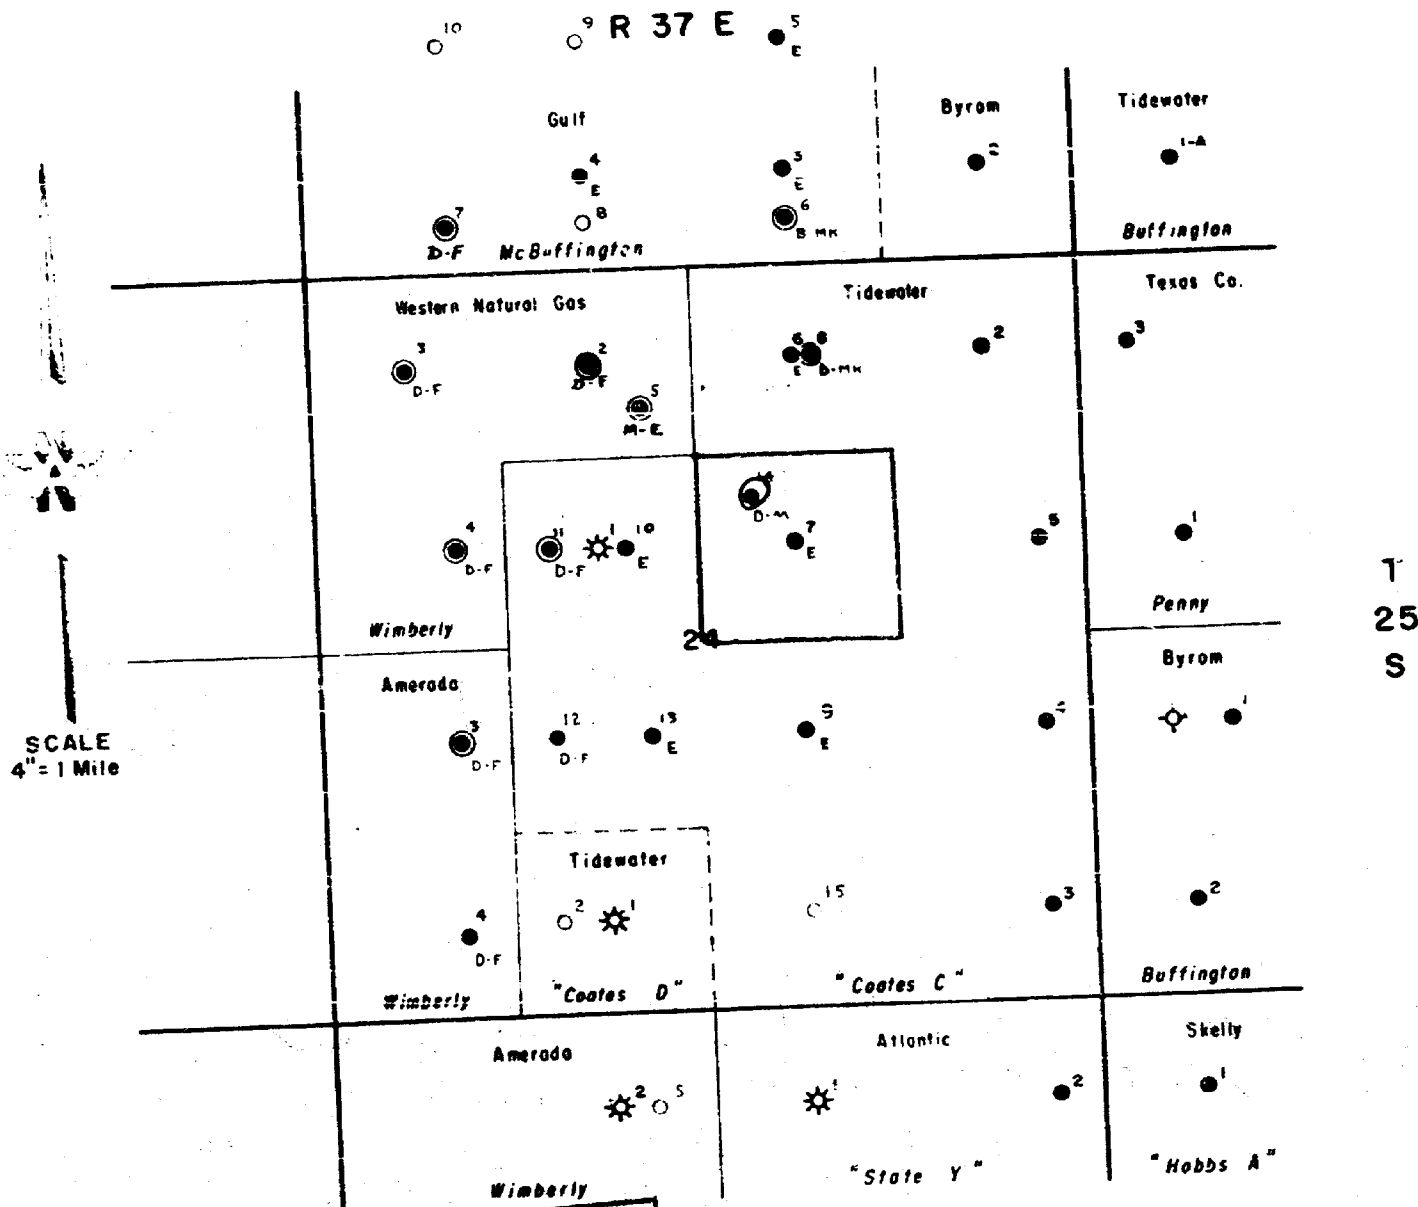 R 37 E
10
9
5
E
Gulf
Byrom
Tidewater
4
E
3
E
1-A
7
D-F
8
6
B MK
McBuffington
Buffington
Western Natural Gas
Tidewater
Texas Co.
3
D-F
2
D-F
5
M-E
6
E
8
B-MK
2
3
4
D-F
11
D-F
1
10
E
14
D-M
7
E
5
1
Wimberly
24
Penny
T
25
S
Amerada
Byrom
D-F
12
D-F
13
E
9
E
1
SCALE
4"= 1 Mile
Tidewater
4
D-F
2
1
15
3
2
Wimberly
"Coates D"
"Coates C"
Buffington
Amerada
Atlantic
Skelly
2
5
1
2
1
Wimberly
"State Y"
"Hobbs A"